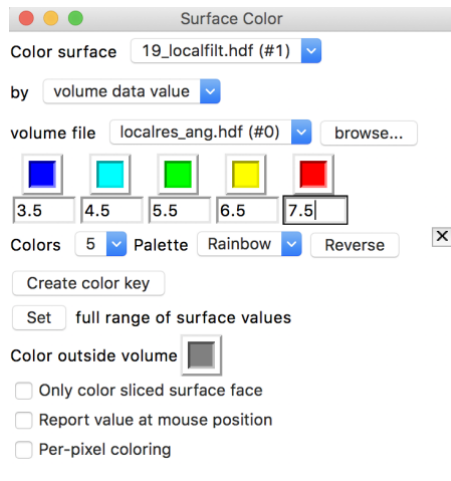 Surface Color
Color surface 19_localfilt.hdf (#1)
by volume data value
volume file localres_ang.hdf (#0) browse...
3.5 4.5 5.5 6.5 7.5
Colors 5 Palette Rainbow Reverse
Create color key
Set full range of surface values
Color outside volume
Only color sliced surface face
Report value at mouse position
Per-pixel coloring